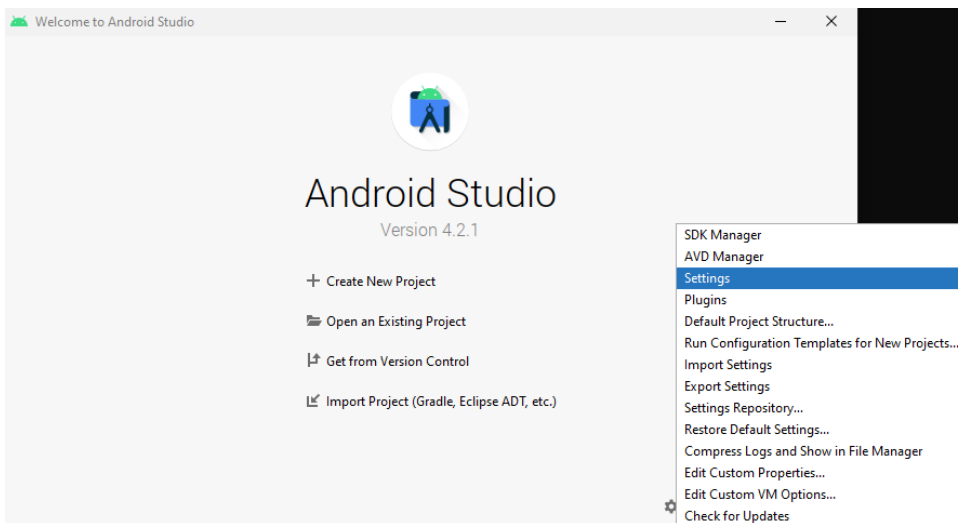 Welcome to Android Studio
Android Studio
Version 4.2.1
Create New Project
Open an Existing Project
Get from Version Control
Import Project (Gradle, Eclipse ADT, etc.)
SDK Manager
AVD Manager
Settings
Plugins
Default Project Structure...
Run Configuration Templates for New Projects...
Import Settings
Export Settings
Settings Repository...
Restore Default Settings...
Compress Logs and Show in File Manager
Edit Custom Properties...
Edit Custom VM Options...
Check for Updates